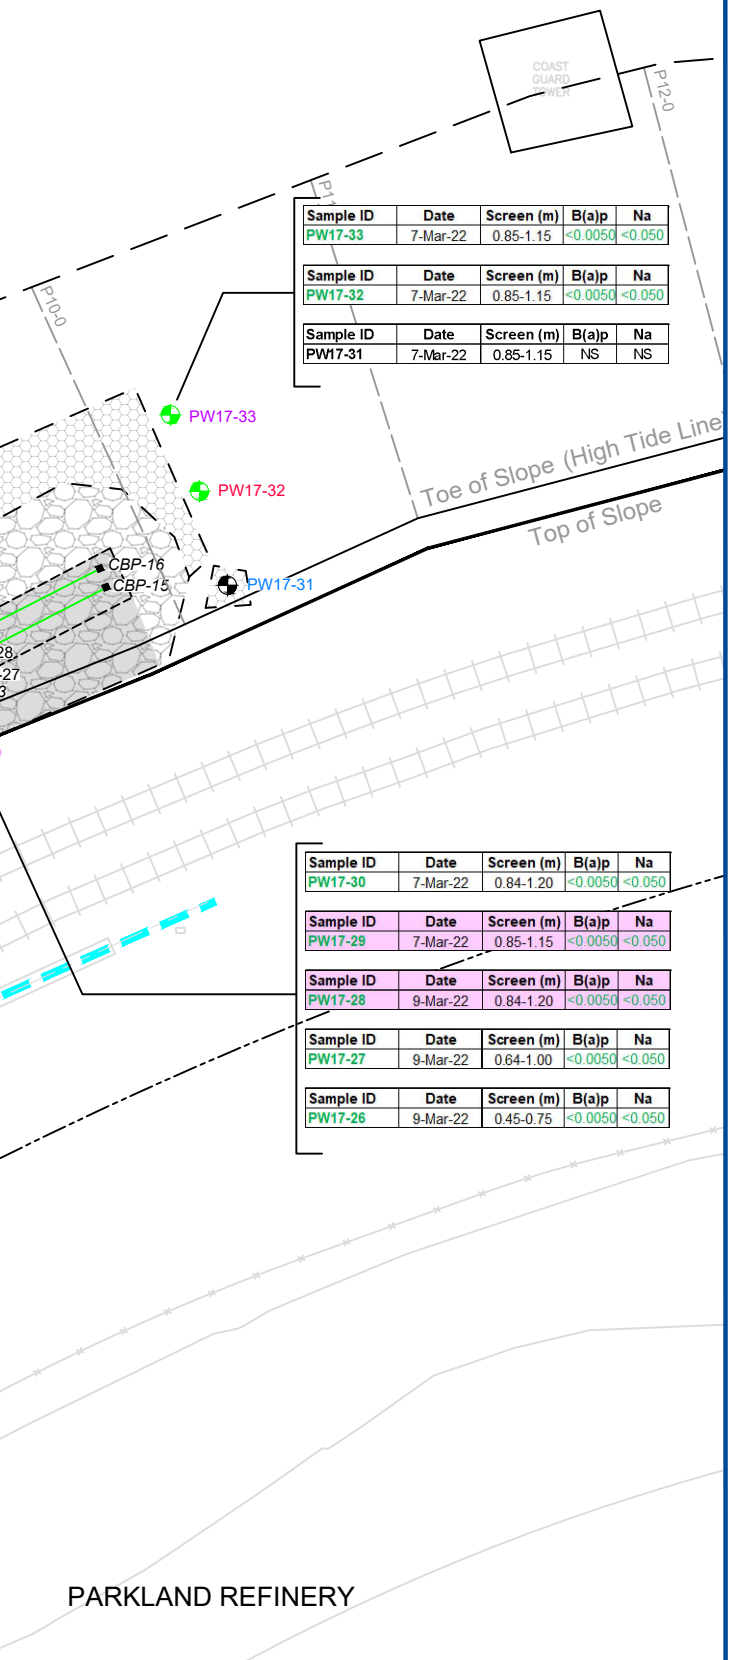 COAST
GUARD
TOWER
P12-0
P11
P10-0
Sample ID Date Screen (m) B(a)p Na
PW17-33 7-Mar-22 0.85-1.15 <0.0050 <0.050
Sample ID Date Screen (m) B(a)p Na
PW17-32 7-Mar-22 0.85-1.15 <0.0050 <0.050
Sample ID Date Screen (m) B(a)p Na
PW17-31 7-Mar-22 0.85-1.15 NS NS
PW17-33
PW17-32
Toe of Slope (High Tide Line
Top of Slope
CBP-16
CBP-15
PW17-31
28
-27
3
Sample ID Date Screen (m) B(a)p Na
PW17-30 7-Mar-22 0.84-1.20 <0.0050 <0.050
Sample ID Date Screen (m) B(a)p Na
PW17-29 7-Mar-22 0.85-1.15 <0.0050 <0.050
Sample ID Date Screen (m) B(a)p Na
PW17-28 9-Mar-22 0.84-1.20 <0.0050 <0.050
Sample ID Date Screen (m) B(a)p Na
PW17-27 9-Mar-22 0.64-1.00 <0.0050 <0.050
Sample ID Date Screen (m) B(a)p Na
PW17-26 9-Mar-22 0.45-0.75 <0.0050 <0.050
PARKLAND REFINERY